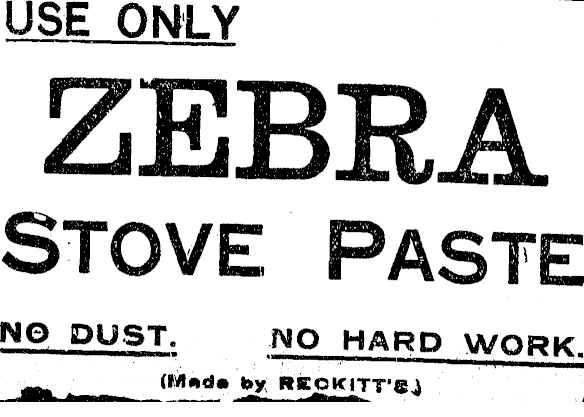 USE ONLY
ZEBRA
STOVE PASTE
NO DUST. NO HARD WORK.
(Made by RECKITT'S.)